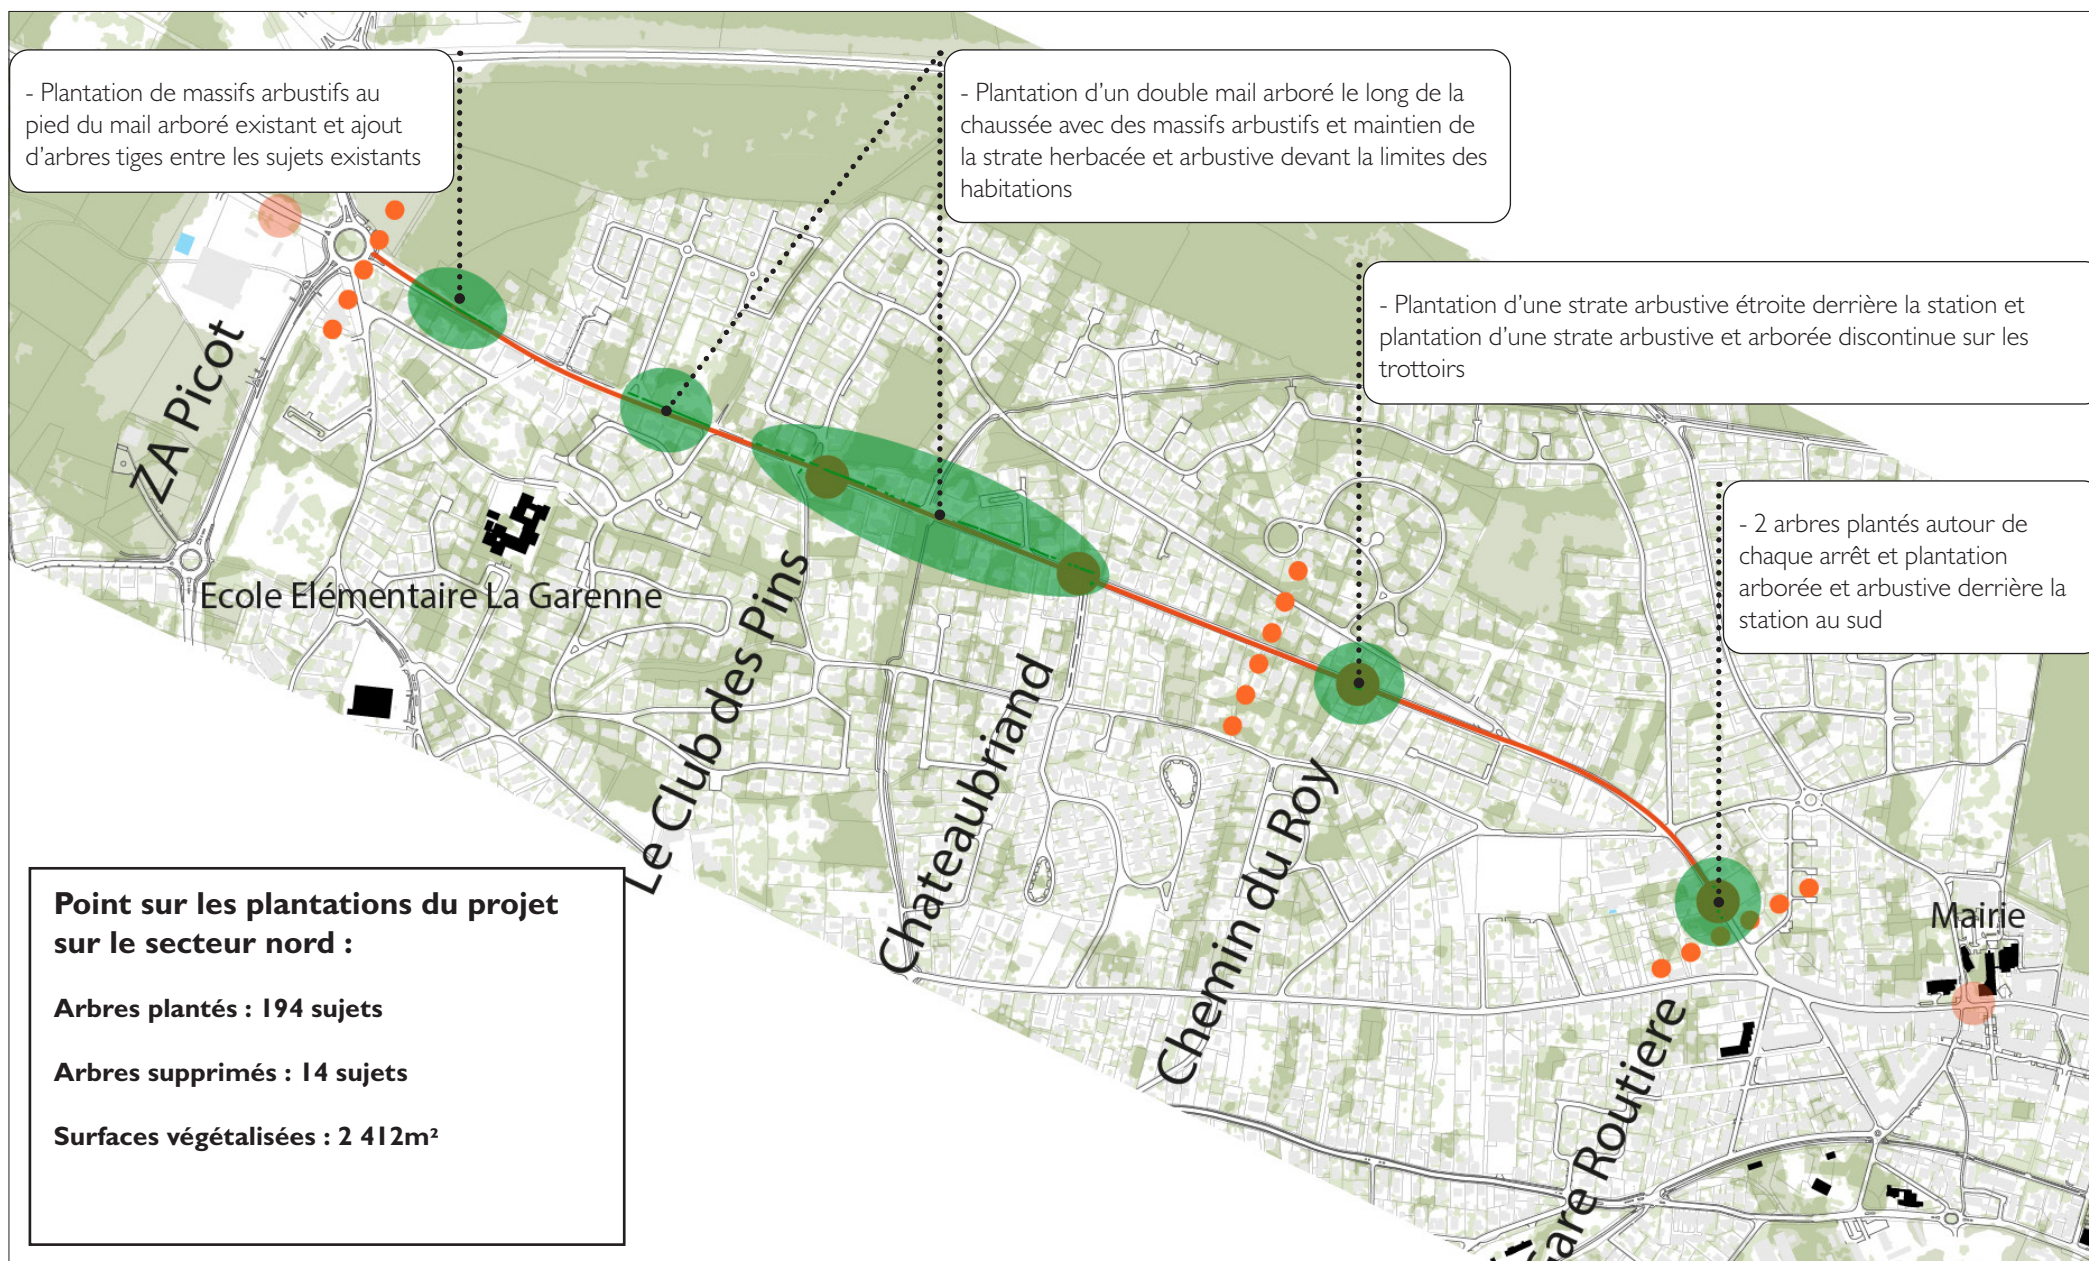 - Plantation de massifs arbustifs au
pied du mail arboré existant et ajout
d'arbres tiges entre les sujets existants
- Plantation d'un double mail arboré le long de la
chaussée avec des massifs arbustifs et maintien de
la strate herbacée et arbustive devant la limites des
habitations
- Plantation d'une strate arbustive étroite derrière la station et
plantation d'une strate arbustive et arborée discontinue sur les
trottoirs
- 2 arbres plantés autour de
chaque arrêt et plantation
arborée et arbustive derrière la
station au sud
ZA Picot
Ecole Elémentaire La Garenne
Le Club des Pins
Chateaubriand
Chemin du Roy
Gare Routiere
Mairie
Point sur les plantations du projet
sur le secteur nord :
Arbres plantés : 194 sujets
Arbres supprimés : 14 sujets
Surfaces végétalisées : 2 412m²